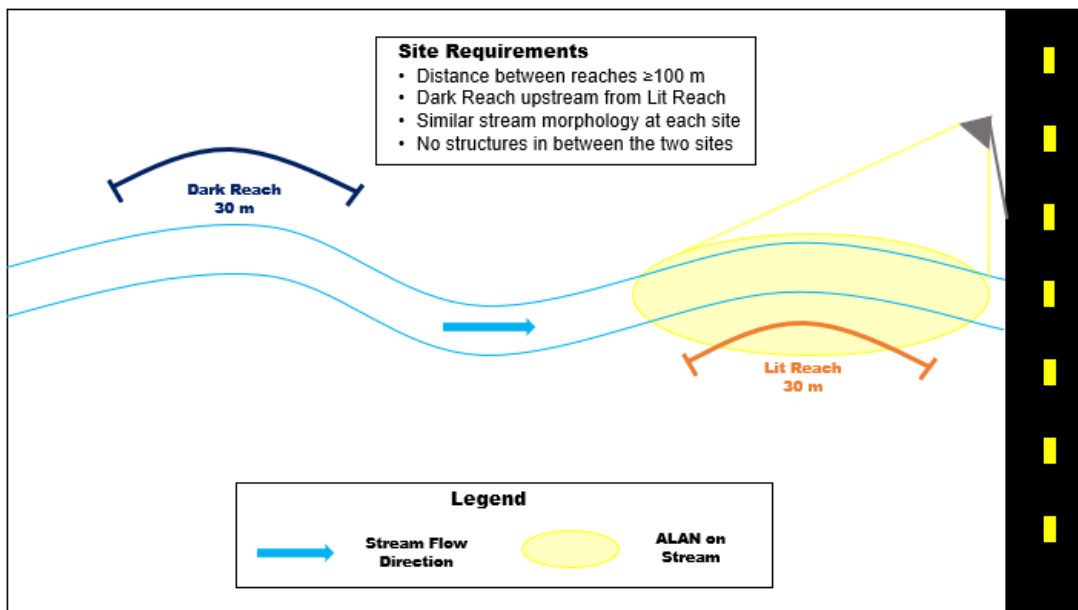 Site Requirements
• Distance between reaches ≥100 m
• Dark Reach upstream from Lit Reach
• Similar stream morphology at each site
• No structures in between the two sites
Dark Reach
30 m
Lit Reach
30 m
Legend
Stream Flow
Direction
ALAN on
Stream